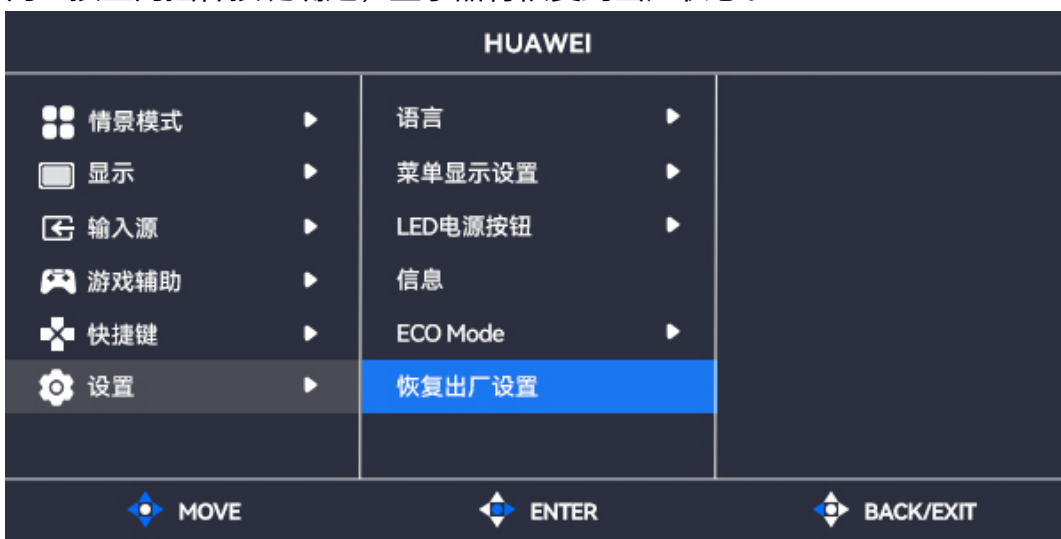 HUAWEI
情景模式
显示
输入源
游戏辅助
快捷键
设置
语言
菜单显示设置
LED电源按钮
信息
ECO Mode
恢复出厂设置
MOVE
ENTER
BACK/EXIT